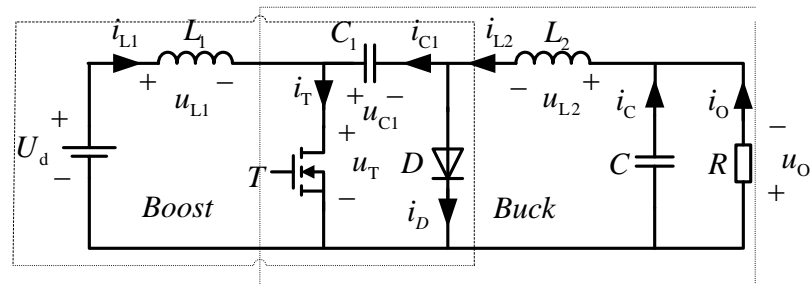 i_L1 L_1 C_1 i_C1 i_L2 L_2
+ − + − − +
u_L1 i_T u_C1 u_L2 i_C i_O
+ U_d − + u_T − − u_O +
T D C R
Boost i_D Buck